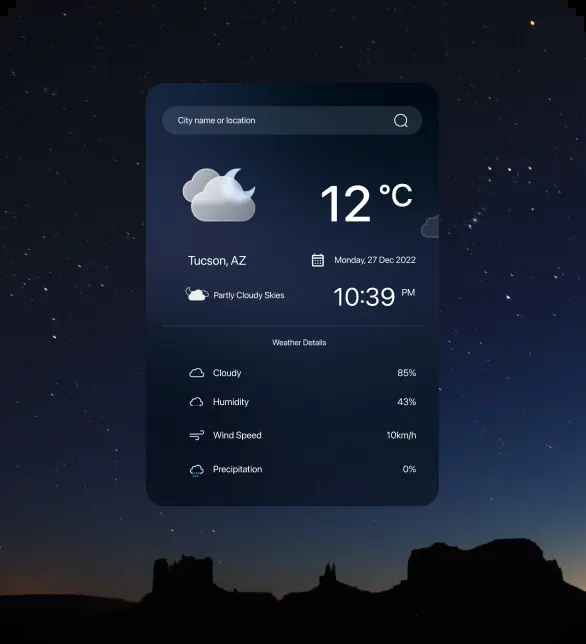 City name or location
12 °C
Tucson, AZ
Monday, 27 Dec 2022
Partly Cloudy Skies
10:39 PM
Weather Details
Cloudy 85%
Humidity 43%
Wind Speed 10km/h
Precipitation 0%